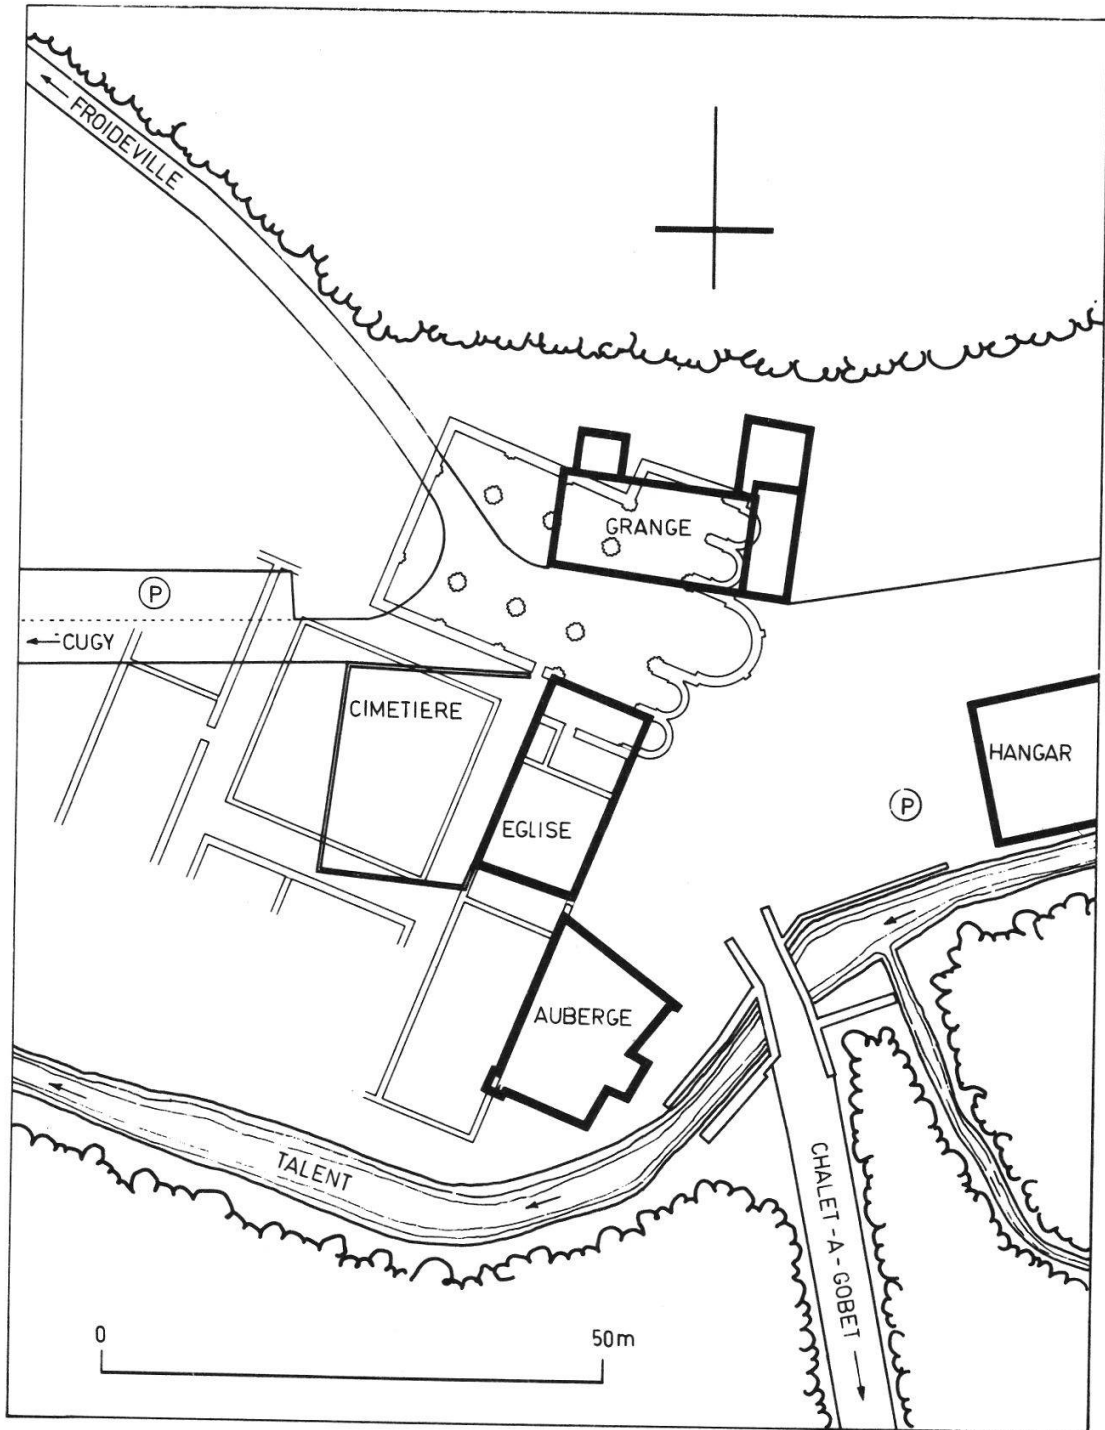 FROIDEVILLE
GRANGE
P
CUGY
CIMETIERE
HANGAR
P
EGLISE
AUBERGE
TALENT
CHALET-A-GOBET
0 50m